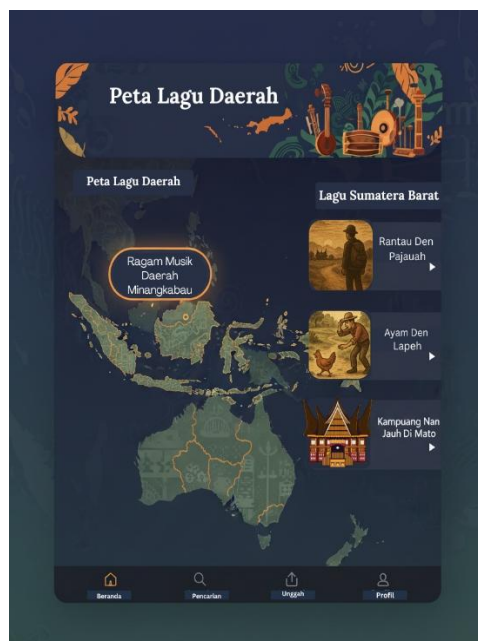 Peta Lagu Daerah
Peta Lagu Daerah
Ragam Musik
Daerah
Minangkabau
Lagu Sumatera Barat
Rantau Den
Pajauah
Ayam Den
Lapeh
Kampuang Nan
Jauh Di Mato
Beranda
Pencarian
Unggah
Profil